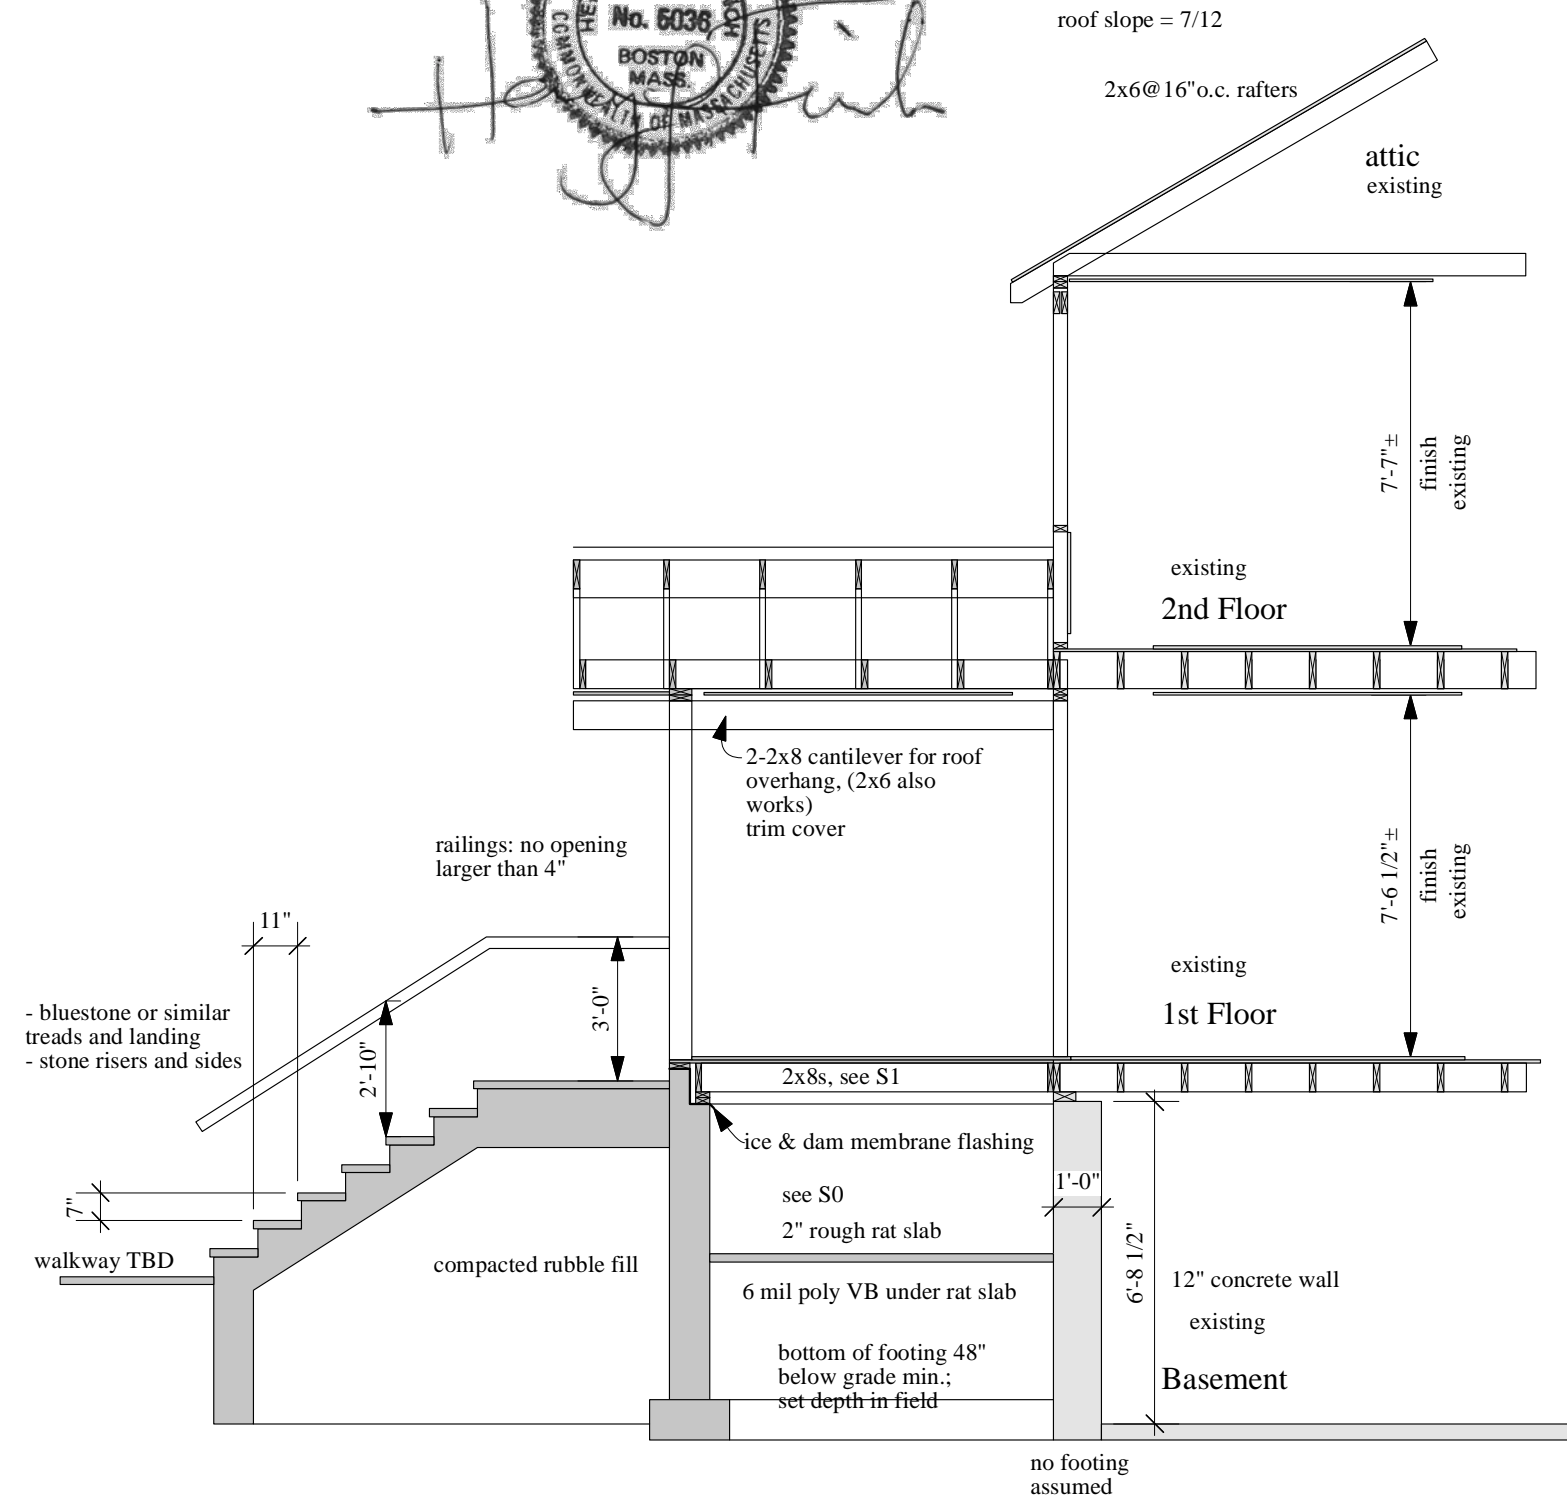 No. 6036
BOSTON
MASS.
COMMONWEALTH OF MASSACHUSETTS
roof slope = 7/12
2x6@16"o.c. rafters
attic
existing
7'-7"±
finish
existing
existing
2nd Floor
2-2x8 cantilever for roof
overhang, (2x6 also
works)
trim cover
railings: no opening
larger than 4"
7'-6 1/2"±
finish
existing
11"
existing
1st Floor
- bluestone or similar
treads and landing
- stone risers and sides
3'-0"
2'-10"
2x8s, see S1
ice & dam membrane flashing
1'-0"
see S0
2" rough rat slab
7"
walkway TBD
compacted rubble fill
6 mil poly VB under rat slab
6'-8 1/2"
12" concrete wall
existing
bottom of footing 48"
below grade min.;
set depth in field
Basement
no footing
assumed